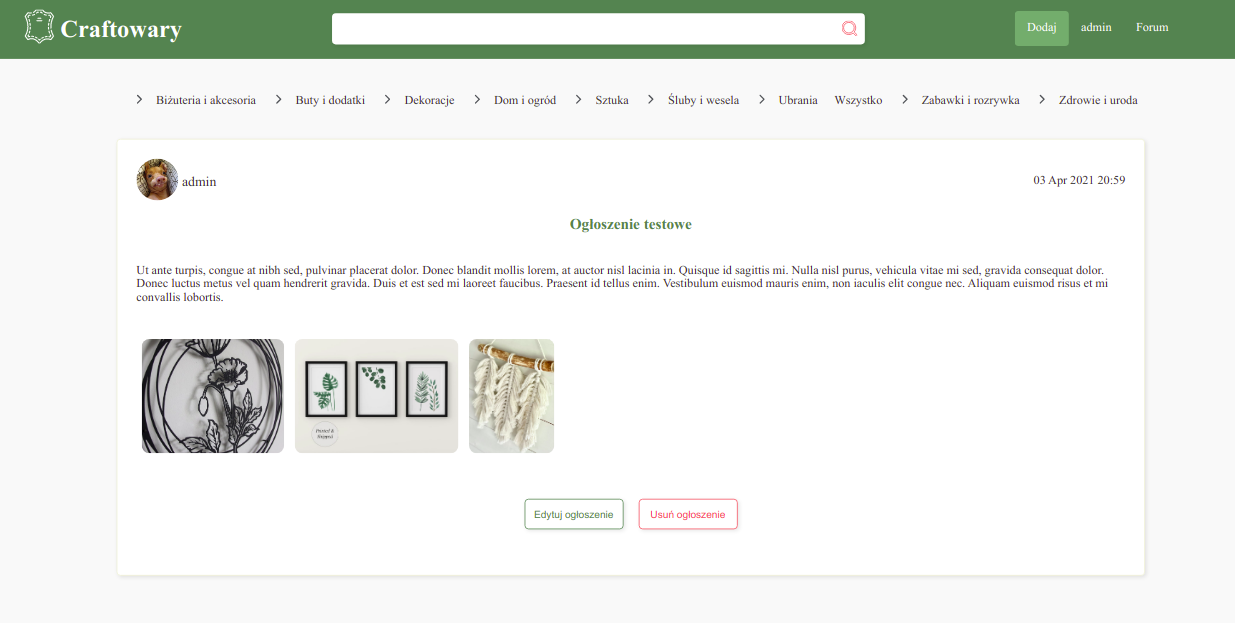 Craftowary
Dodaj admin Forum
Biżuteria i akcesoria Buty i dodatki Dekoracje Dom i ogród Sztuka Śluby i wesela Ubrania Wszystko Zabawki i rozrywka Zdrowie i uroda
admin 03 Apr 2021 20:59
Ogłoszenie testowe
Ut ante turpis, congue at nibh sed, pulvinar placerat dolor. Donec blandit mollis lorem, at auctor nisl lacinia in. Quisque id sagittis mi. Nulla nisl purus, vehicula vitae mi sed, gravida consequat dolor.
Donec luctus metus vel quam hendrerit gravida. Duis et est sed mi laoreet faucibus. Praesent id tellus enim. Vestibulum euismod mauris enim, non iaculis elit congue nec. Aliquam euismod risus et mi
convallis lobortis.
Edytuj ogłoszenie Usuń ogłoszenie